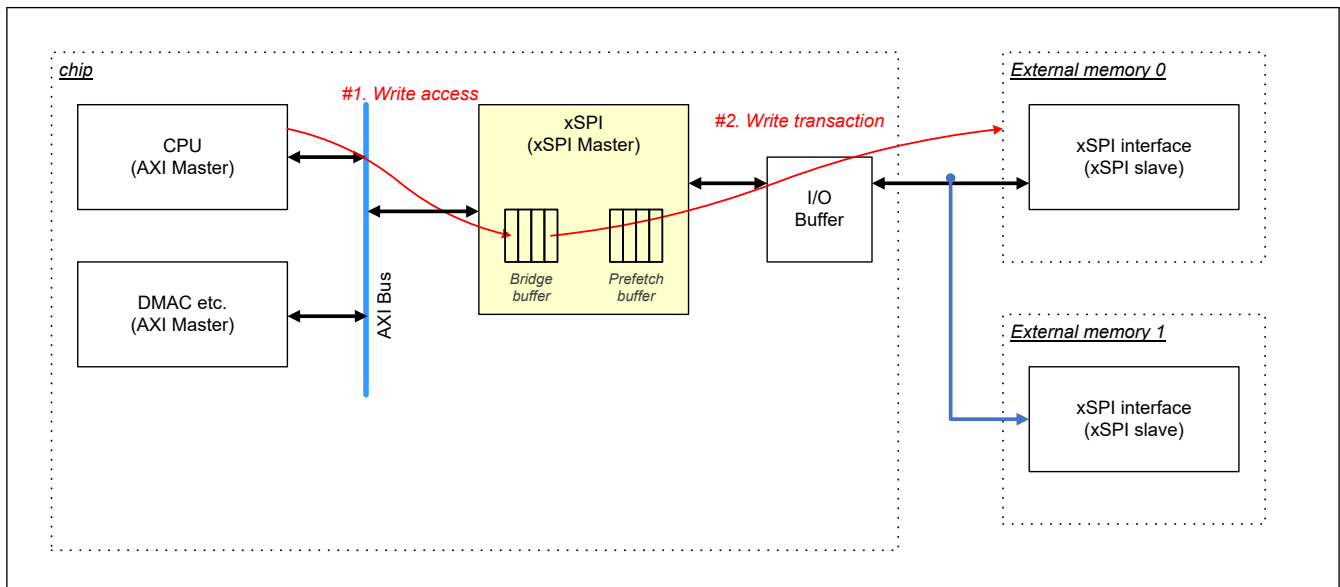 chip
#1. Write access
CPU
(AXI Master)
DMAC etc.
(AXI Master)
AXI Bus
xSPI
(xSPI Master)
Bridge
buffer
Prefetch
buffer
#2. Write transaction
I/O
Buffer
External memory 0
xSPI interface
(xSPI slave)
External memory 1
xSPI interface
(xSPI slave)